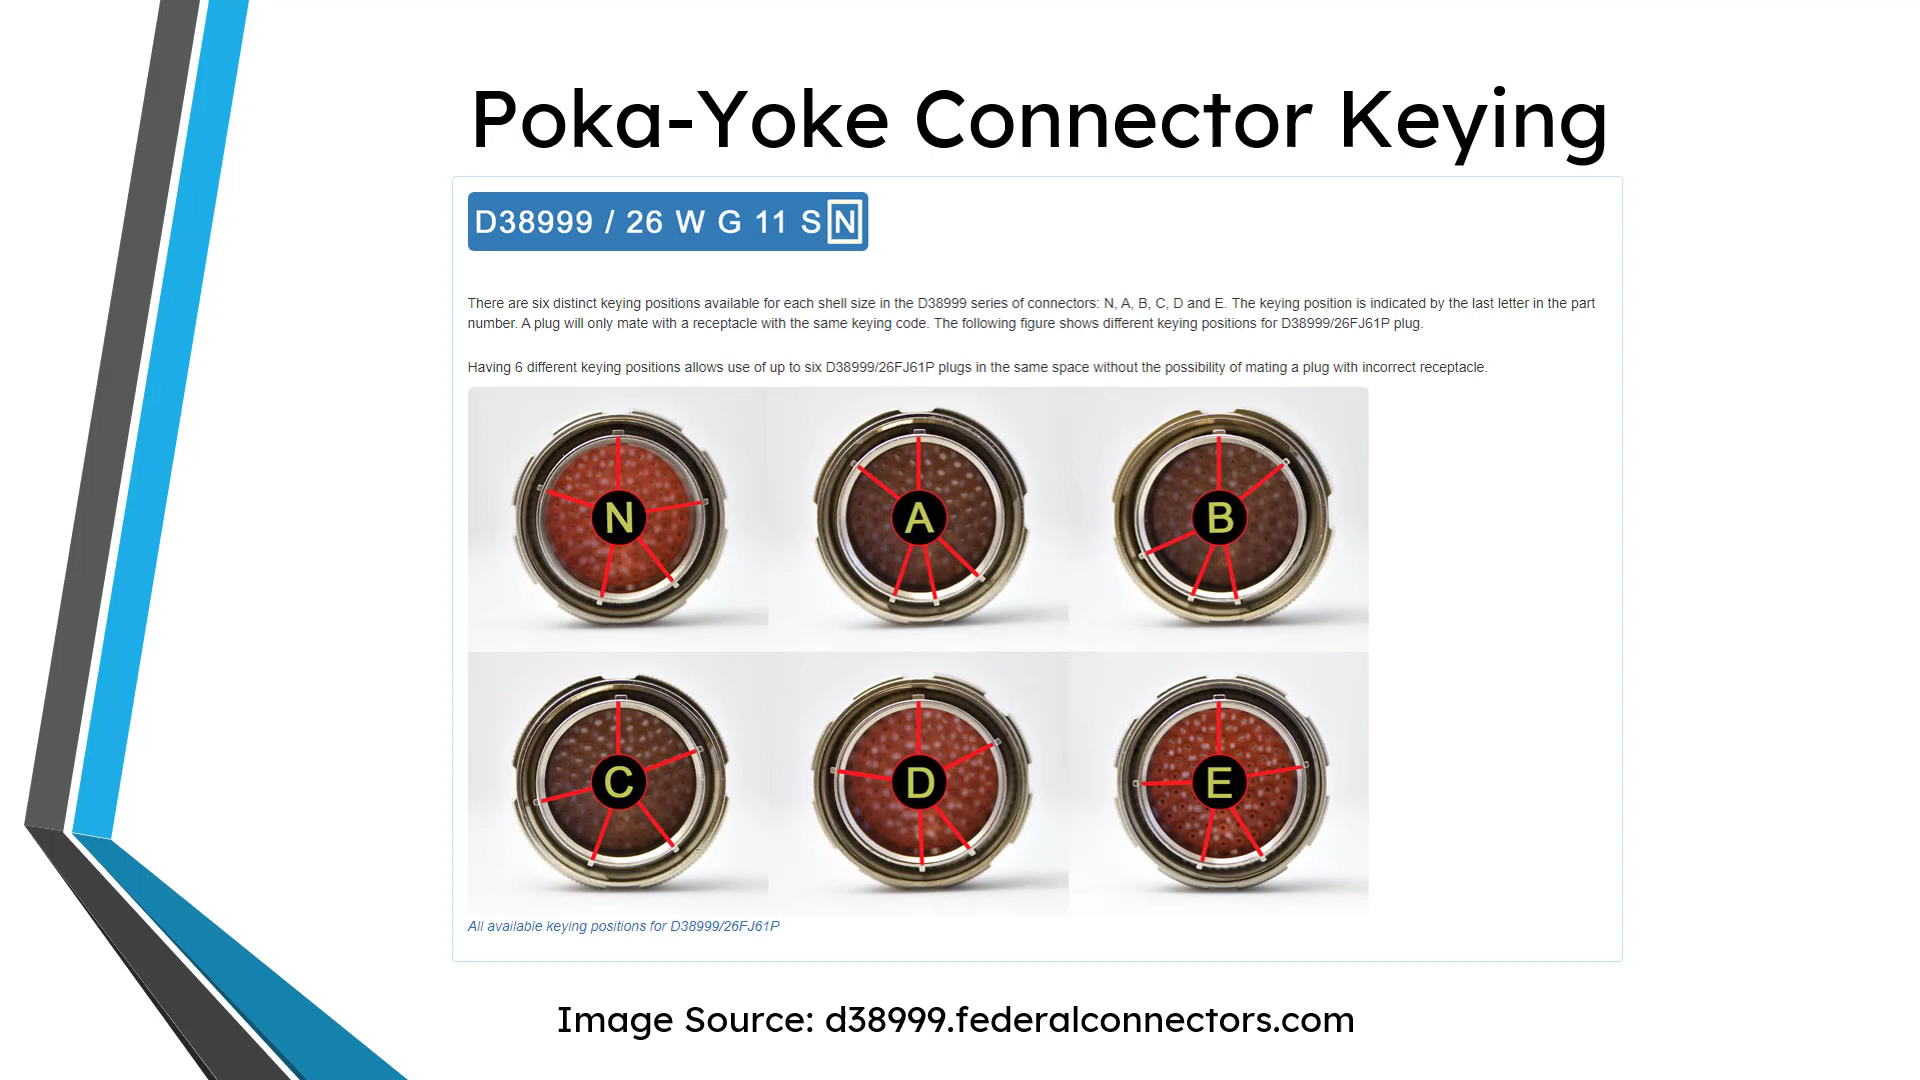 Poka-Yoke Connector Keying
D38999 / 26 W G 11 S N
There are six distinct keying positions available for each shell size in the D38999 series of connectors: N, A, B, C, D and E. The keying position is indicated by the last letter in the part
number. A plug will only mate with a receptacle with the same keying code. The following figure shows different keying positions for D38999/26FJ61P plug.
Having 6 different keying positions allows use of up to six D38999/26FJ61P plugs in the same space without the possibility of mating a plug with incorrect receptacle.
N A B
C D E
All available keying positions for D38999/26FJ61P
Image Source: d38999.federalconnectors.com